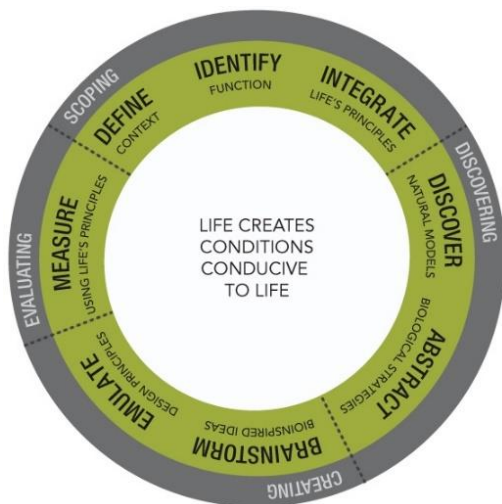 SCOPING
DEFINE
CONTEXT
IDENTIFY
FUNCTION
INTEGRATE
LIFE'S PRINCIPLES
DISCOVERING
DISCOVER
NATURAL MODELS
ABSTRACT
BIOLOGICAL STRATEGIES
CREATING
BRAINSTORM
BIOINSPIRED IDEAS
EMULATE
DESIGN PRINCIPLES
EVALUATING
MEASURE
USING LIFE'S PRINCIPLES
LIFE CREATES
CONDITIONS
CONDUCIVE
TO LIFE